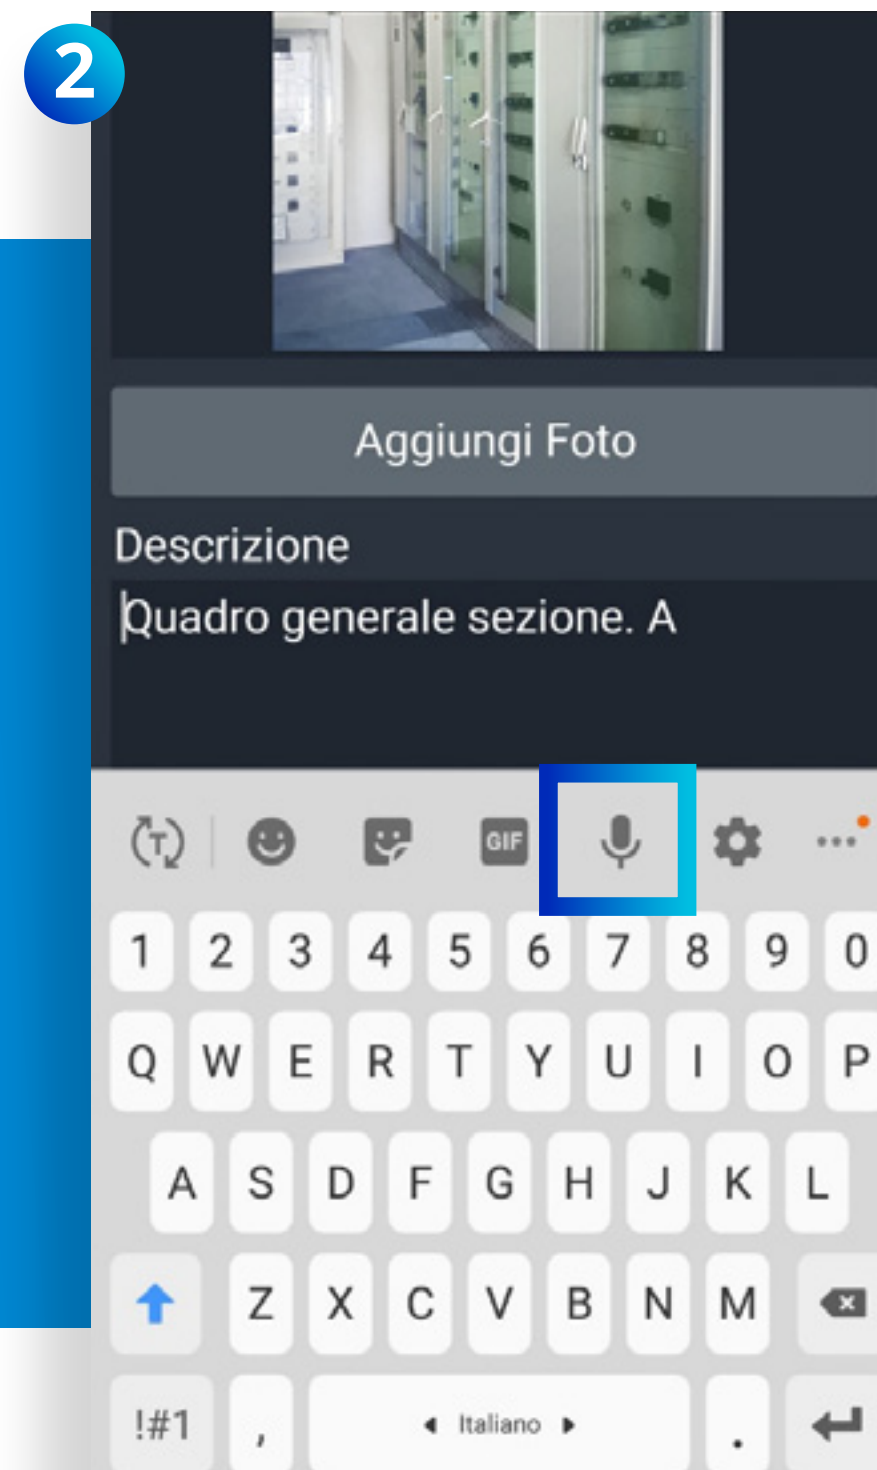 2
Aggiungi Foto
Descrizione
Quadro generale sezione. A
T GIF
1 2 3 4 5 6 7 8 9 0
Q W E R T Y U I O P
A S D F G H J K L
Z X C V B N M
!#1 , Italiano .